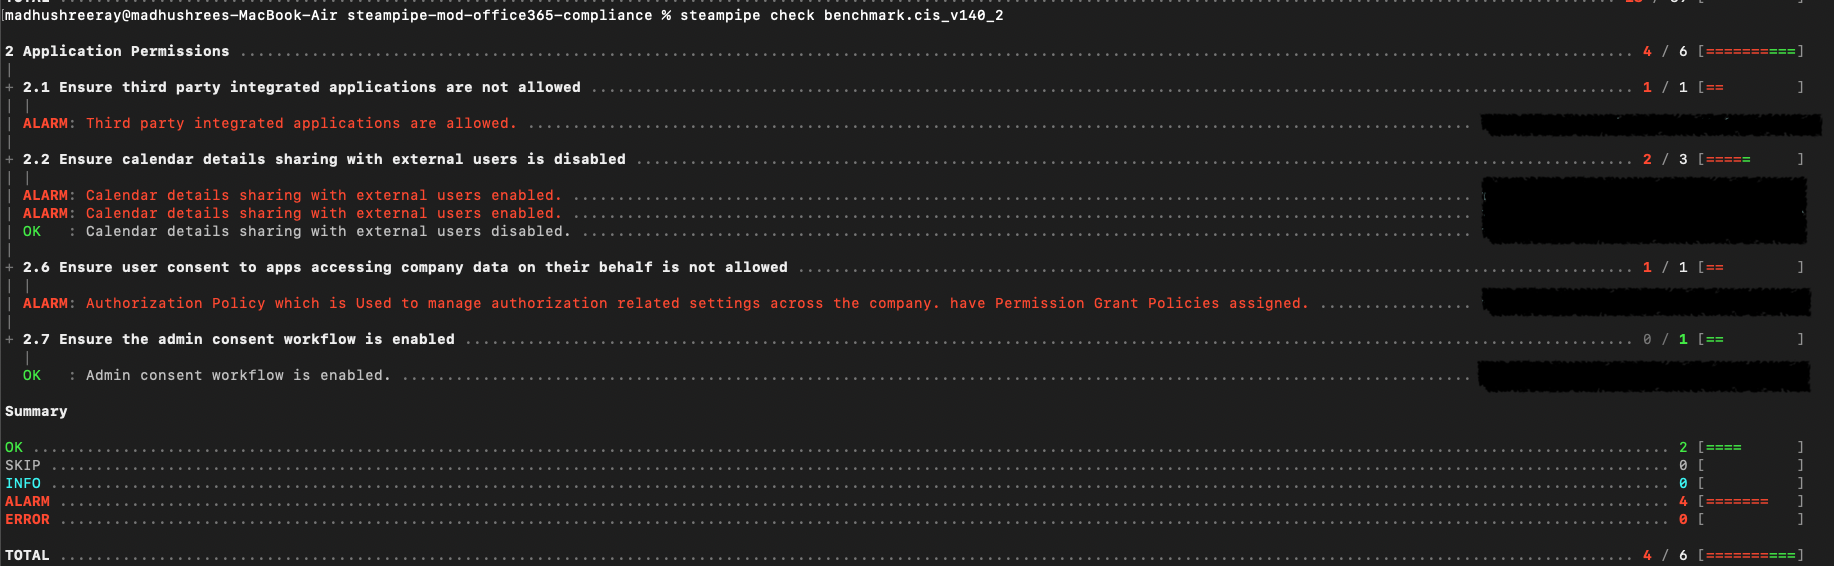 madhushreeray@madhushrees-MacBook-Air steampipe-mod-office365-compliance % steampipe check benchmark.cis_v140_2
2 Application Permissions ........ 4 / 6 [==========]
|
+ 2.1 Ensure third party integrated applications are not allowed ........ 1 / 1 [==        ]
| |
| ALARM: Third party integrated applications are allowed. ........
|
+ 2.2 Ensure calendar details sharing with external users is disabled ........ 2 / 3 [=====     ]
| |
| ALARM: Calendar details sharing with external users enabled. ........
| ALARM: Calendar details sharing with external users enabled. ........
| OK   : Calendar details sharing with external users disabled. ........
|
+ 2.6 Ensure user consent to apps accessing company data on their behalf is not allowed ........ 1 / 1 [==        ]
| |
| ALARM: Authorization Policy which is Used to manage authorization related settings across the company. have Permission Grant Policies assigned. ........
|
+ 2.7 Ensure the admin consent workflow is enabled ........ 0 / 1 [==        ]
  |
  OK   : Admin consent workflow is enabled. ........
Summary
OK ........ 2 [====      ]
SKIP ........ 0 [          ]
INFO ........ 0 [          ]
ALARM ........ 4 [=======   ]
ERROR ........ 0 [          ]
TOTAL ........ 4 / 6 [==========]